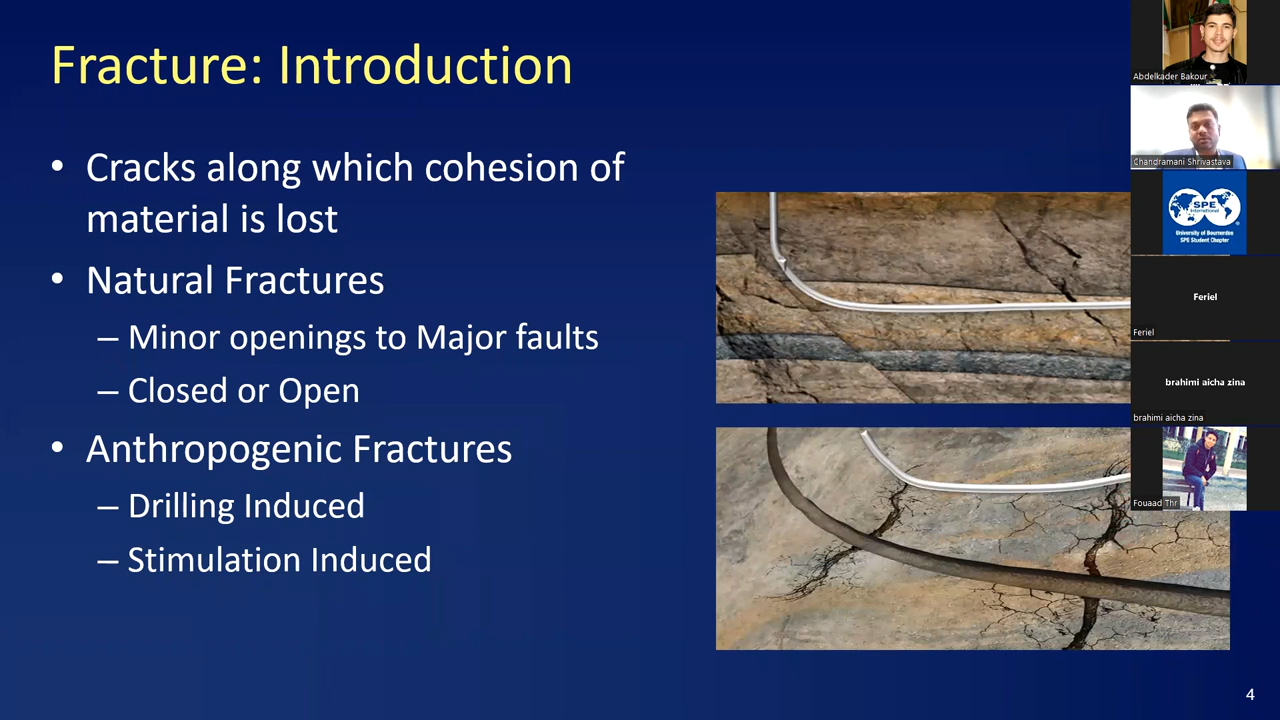 Fracture: Introduction
• Cracks along which cohesion of
material is lost
• Natural Fractures
– Minor openings to Major faults
– Closed or Open
• Anthropogenic Fractures
– Drilling Induced
– Stimulation Induced
Abdelkader Bakour
Chandramani Shrivastava
SPE
International
University of Boumerdes
SPE Student Chapter
Feriel
Feriel
brahimi aicha zina
brahimi aicha zina
Fouaad Thr
4